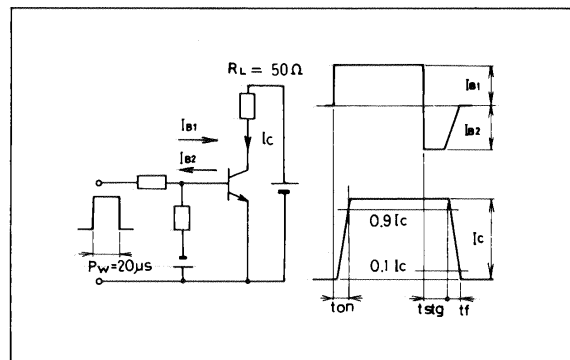 RL = 50Ω
IB1
IB2
Ic
PW=20μs
IB1
IB2
0.9 Ic
Ic
0.1 Ic
ton
tstg
tf